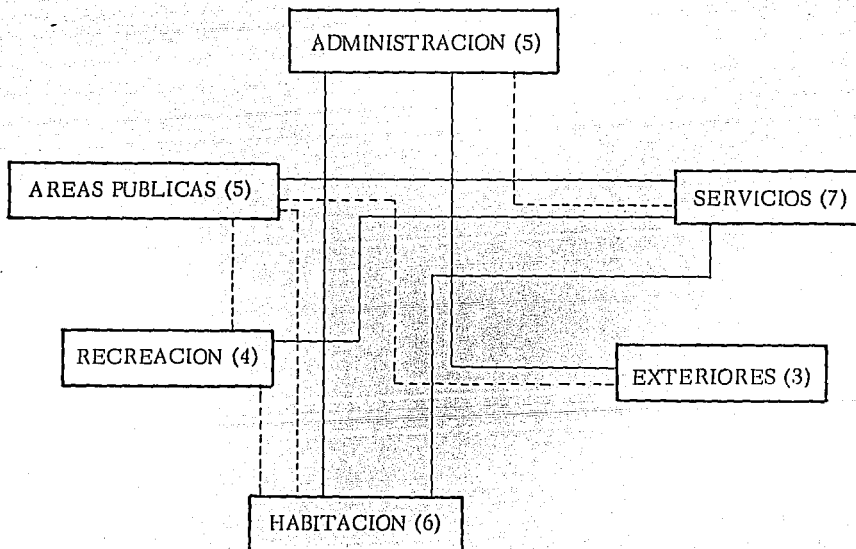 ADMINISTRACION (5)
AREAS PUBLICAS (5)
SERVICIOS (7)
RECREACION (4)
EXTERIORES (3)
HABITACION (6)